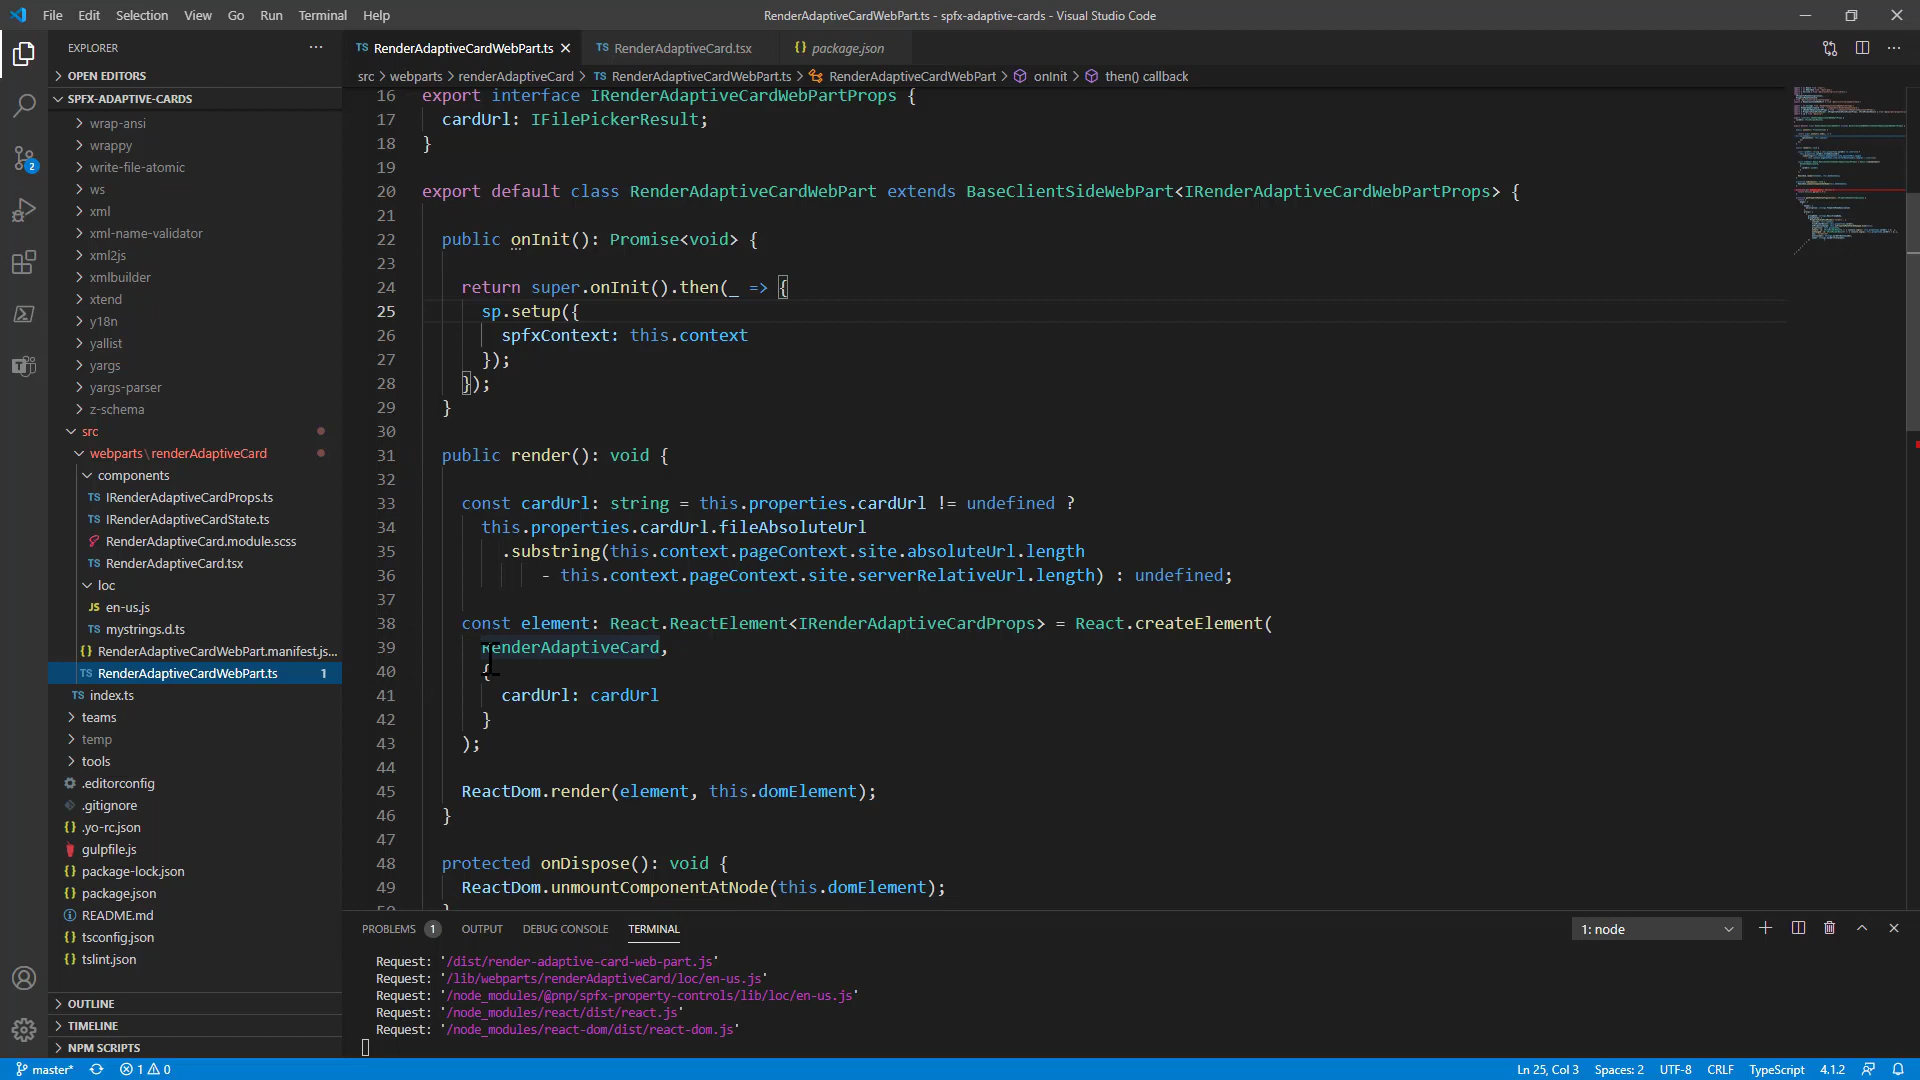 File Edit Selection View Go Run Terminal Help
RenderAdaptiveCardWebPart.ts - spfx-adaptive-cards - Visual Studio Code
EXPLORER
OPEN EDITORS
SPFX-ADAPTIVE-CARDS
wrap-ansi
wrappy
write-file-atomic
ws
xml
xml-name-validator
xml2js
xmlbuilder
xtend
y18n
yallist
yargs
yargs-parser
z-schema
src
webparts\renderAdaptiveCard
components
TS IRenderAdaptiveCardProps.ts
TS IRenderAdaptiveCardState.ts
RenderAdaptiveCard.module.scss
TS RenderAdaptiveCard.tsx
loc
JS en-us.js
TS mystrings.d.ts
{} RenderAdaptiveCardWebPart.manifest.js...
TS RenderAdaptiveCardWebPart.ts 1
TS index.ts
teams
temp
tools
.editorconfig
.gitignore
{} .yo-rc.json
gulpfile.js
{} package-lock.json
{} package.json
README.md
{} tsconfig.json
{} tslint.json
OUTLINE
TIMELINE
NPM SCRIPTS
2
TS RenderAdaptiveCardWebPart.ts TS RenderAdaptiveCard.tsx {} package.json
src > webparts > renderAdaptiveCard > TS RenderAdaptiveCardWebPart.ts > RenderAdaptiveCardWebPart > onInit > then() callback
16 export interface IRenderAdaptiveCardWebPartProps {
17 cardUrl: IFilePickerResult;
18 }
19
20 export default class RenderAdaptiveCardWebPart extends BaseClientSideWebPart<IRenderAdaptiveCardWebPartProps> {
21
22 public onInit(): Promise<void> {
23
24 return super.onInit().then(_ => {
25 sp.setup({
26 spfxContext: this.context
27 });
28 });
29 }
30
31 public render(): void {
32
33 const cardUrl: string = this.properties.cardUrl != undefined ?
34 this.properties.cardUrl.fileAbsoluteUrl
35 .substring(this.context.pageContext.site.absoluteUrl.length
36 - this.context.pageContext.site.serverRelativeUrl.length) : undefined;
37
38 const element: React.ReactElement<IRenderAdaptiveCardProps> = React.createElement(
39 RenderAdaptiveCard,
40 {
41 cardUrl: cardUrl
42 }
43 );
44
45 ReactDom.render(element, this.domElement);
46 }
47
48 protected onDispose(): void {
49 ReactDom.unmountComponentAtNode(this.domElement);
PROBLEMS 1 OUTPUT DEBUG CONSOLE TERMINAL 1: node
Request: '/dist/render-adaptive-card-web-part.js'
Request: '/lib/webparts/renderAdaptiveCard/loc/en-us.js'
Request: '/node_modules/@pnp/spfx-property-controls/lib/loc/en-us.js'
Request: '/node_modules/react/dist/react.js'
Request: '/node_modules/react-dom/dist/react-dom.js'
master* 1 0 Ln 25, Col 3 Spaces: 2 UTF-8 CRLF TypeScript 4.1.2